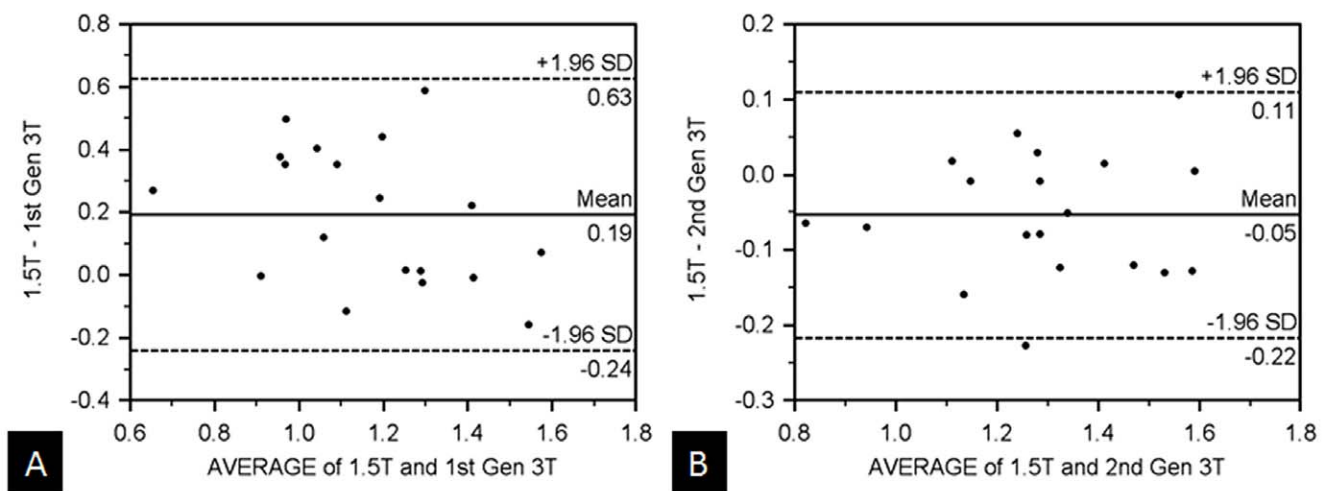 0.8
0.6
0.4
0.2
0.0
-0.2
-0.4
1.5T - 1st Gen 3T
+1.96 SD
0.63
Mean
0.19
-1.96 SD
-0.24
0.6 0.8 1.0 1.2 1.4 1.6 1.8
AVERAGE of 1.5T and 1st Gen 3T
A
0.2
0.1
0.0
-0.1
-0.2
-0.3
1.5T - 2nd Gen 3T
+1.96 SD
0.11
Mean
-0.05
-1.96 SD
-0.22
0.8 1.0 1.2 1.4 1.6 1.8
AVERAGE of 1.5T and 2nd Gen 3T
B